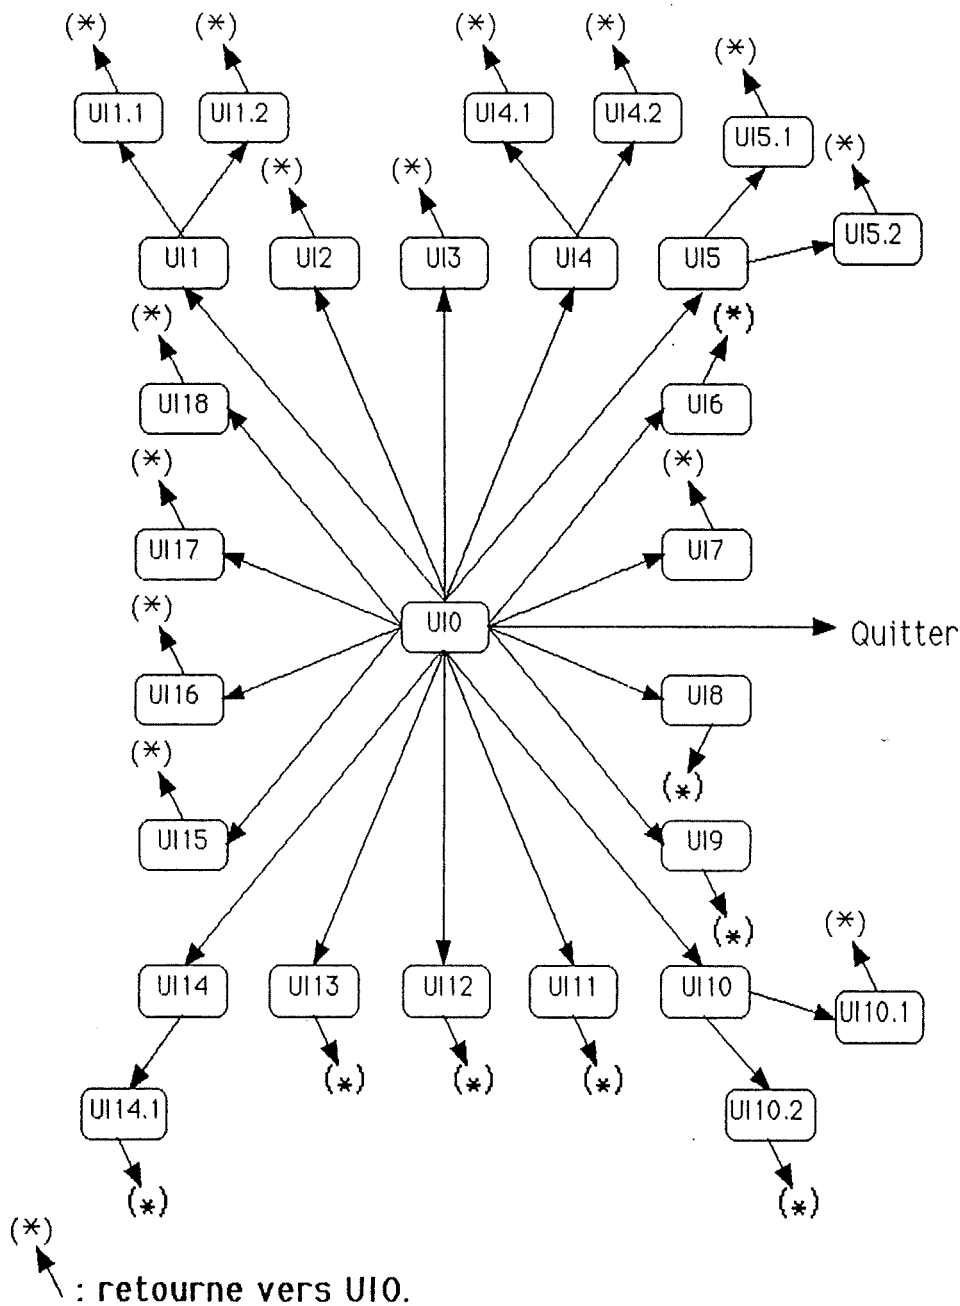 (*) (*) (*) (*) (*)
UI1.1 UI1.2 UI4.1 UI4.2 UI5.1
(*) (*) (*)
UI5.2
UI1 UI2 UI3 UI4 UI5
(*) (*)
UI18 UI6
(*) (*)
UI17 UI7
(*)
UI0 Quitter
UI16 UI8
(*) (*)
UI15 UI9
(*) (*)
UI14 UI13 UI12 UI11 UI10 UI10.1
(*) (*) (*)
UI14.1 UI10.2
(*) (*)
(*)
: retourne vers UI0.